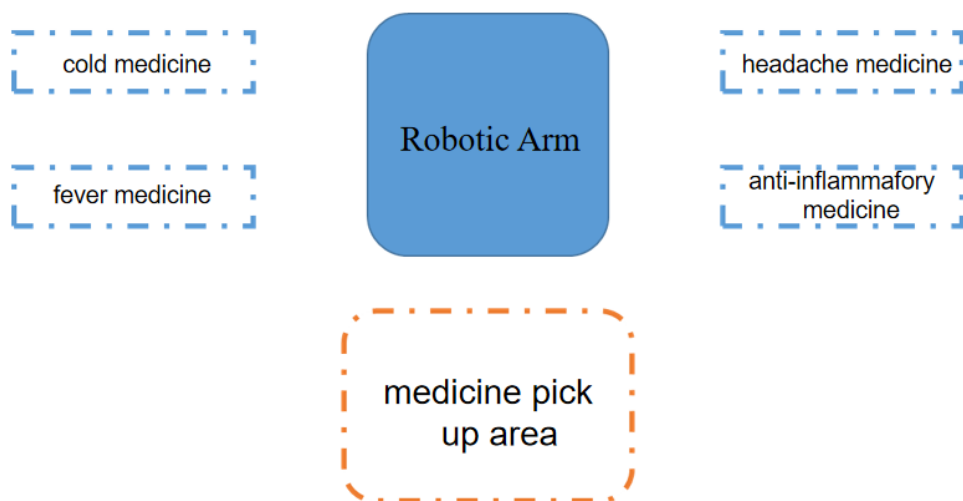 cold medicine
headache medicine
Robotic Arm
fever medicine
anti-inflammafory
medicine
medicine pick
up area